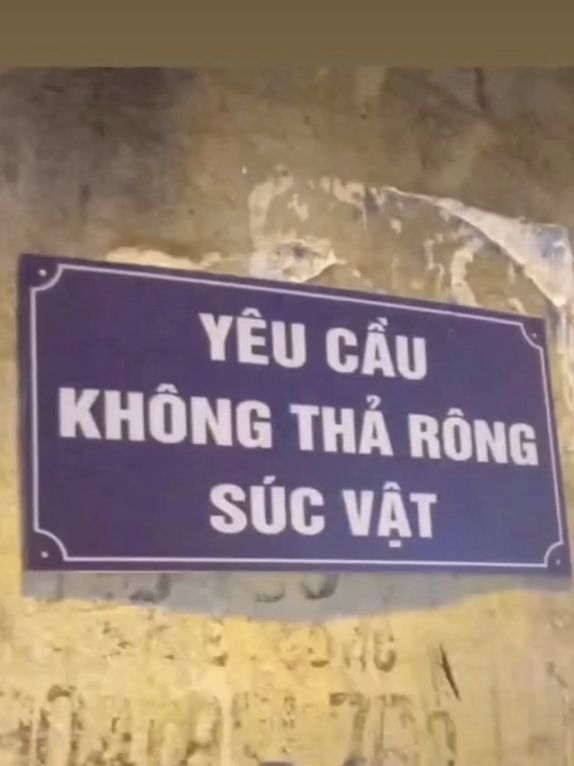 YÊU CẦU
KHÔNG THẢ RÔNG
SÚC VẬT